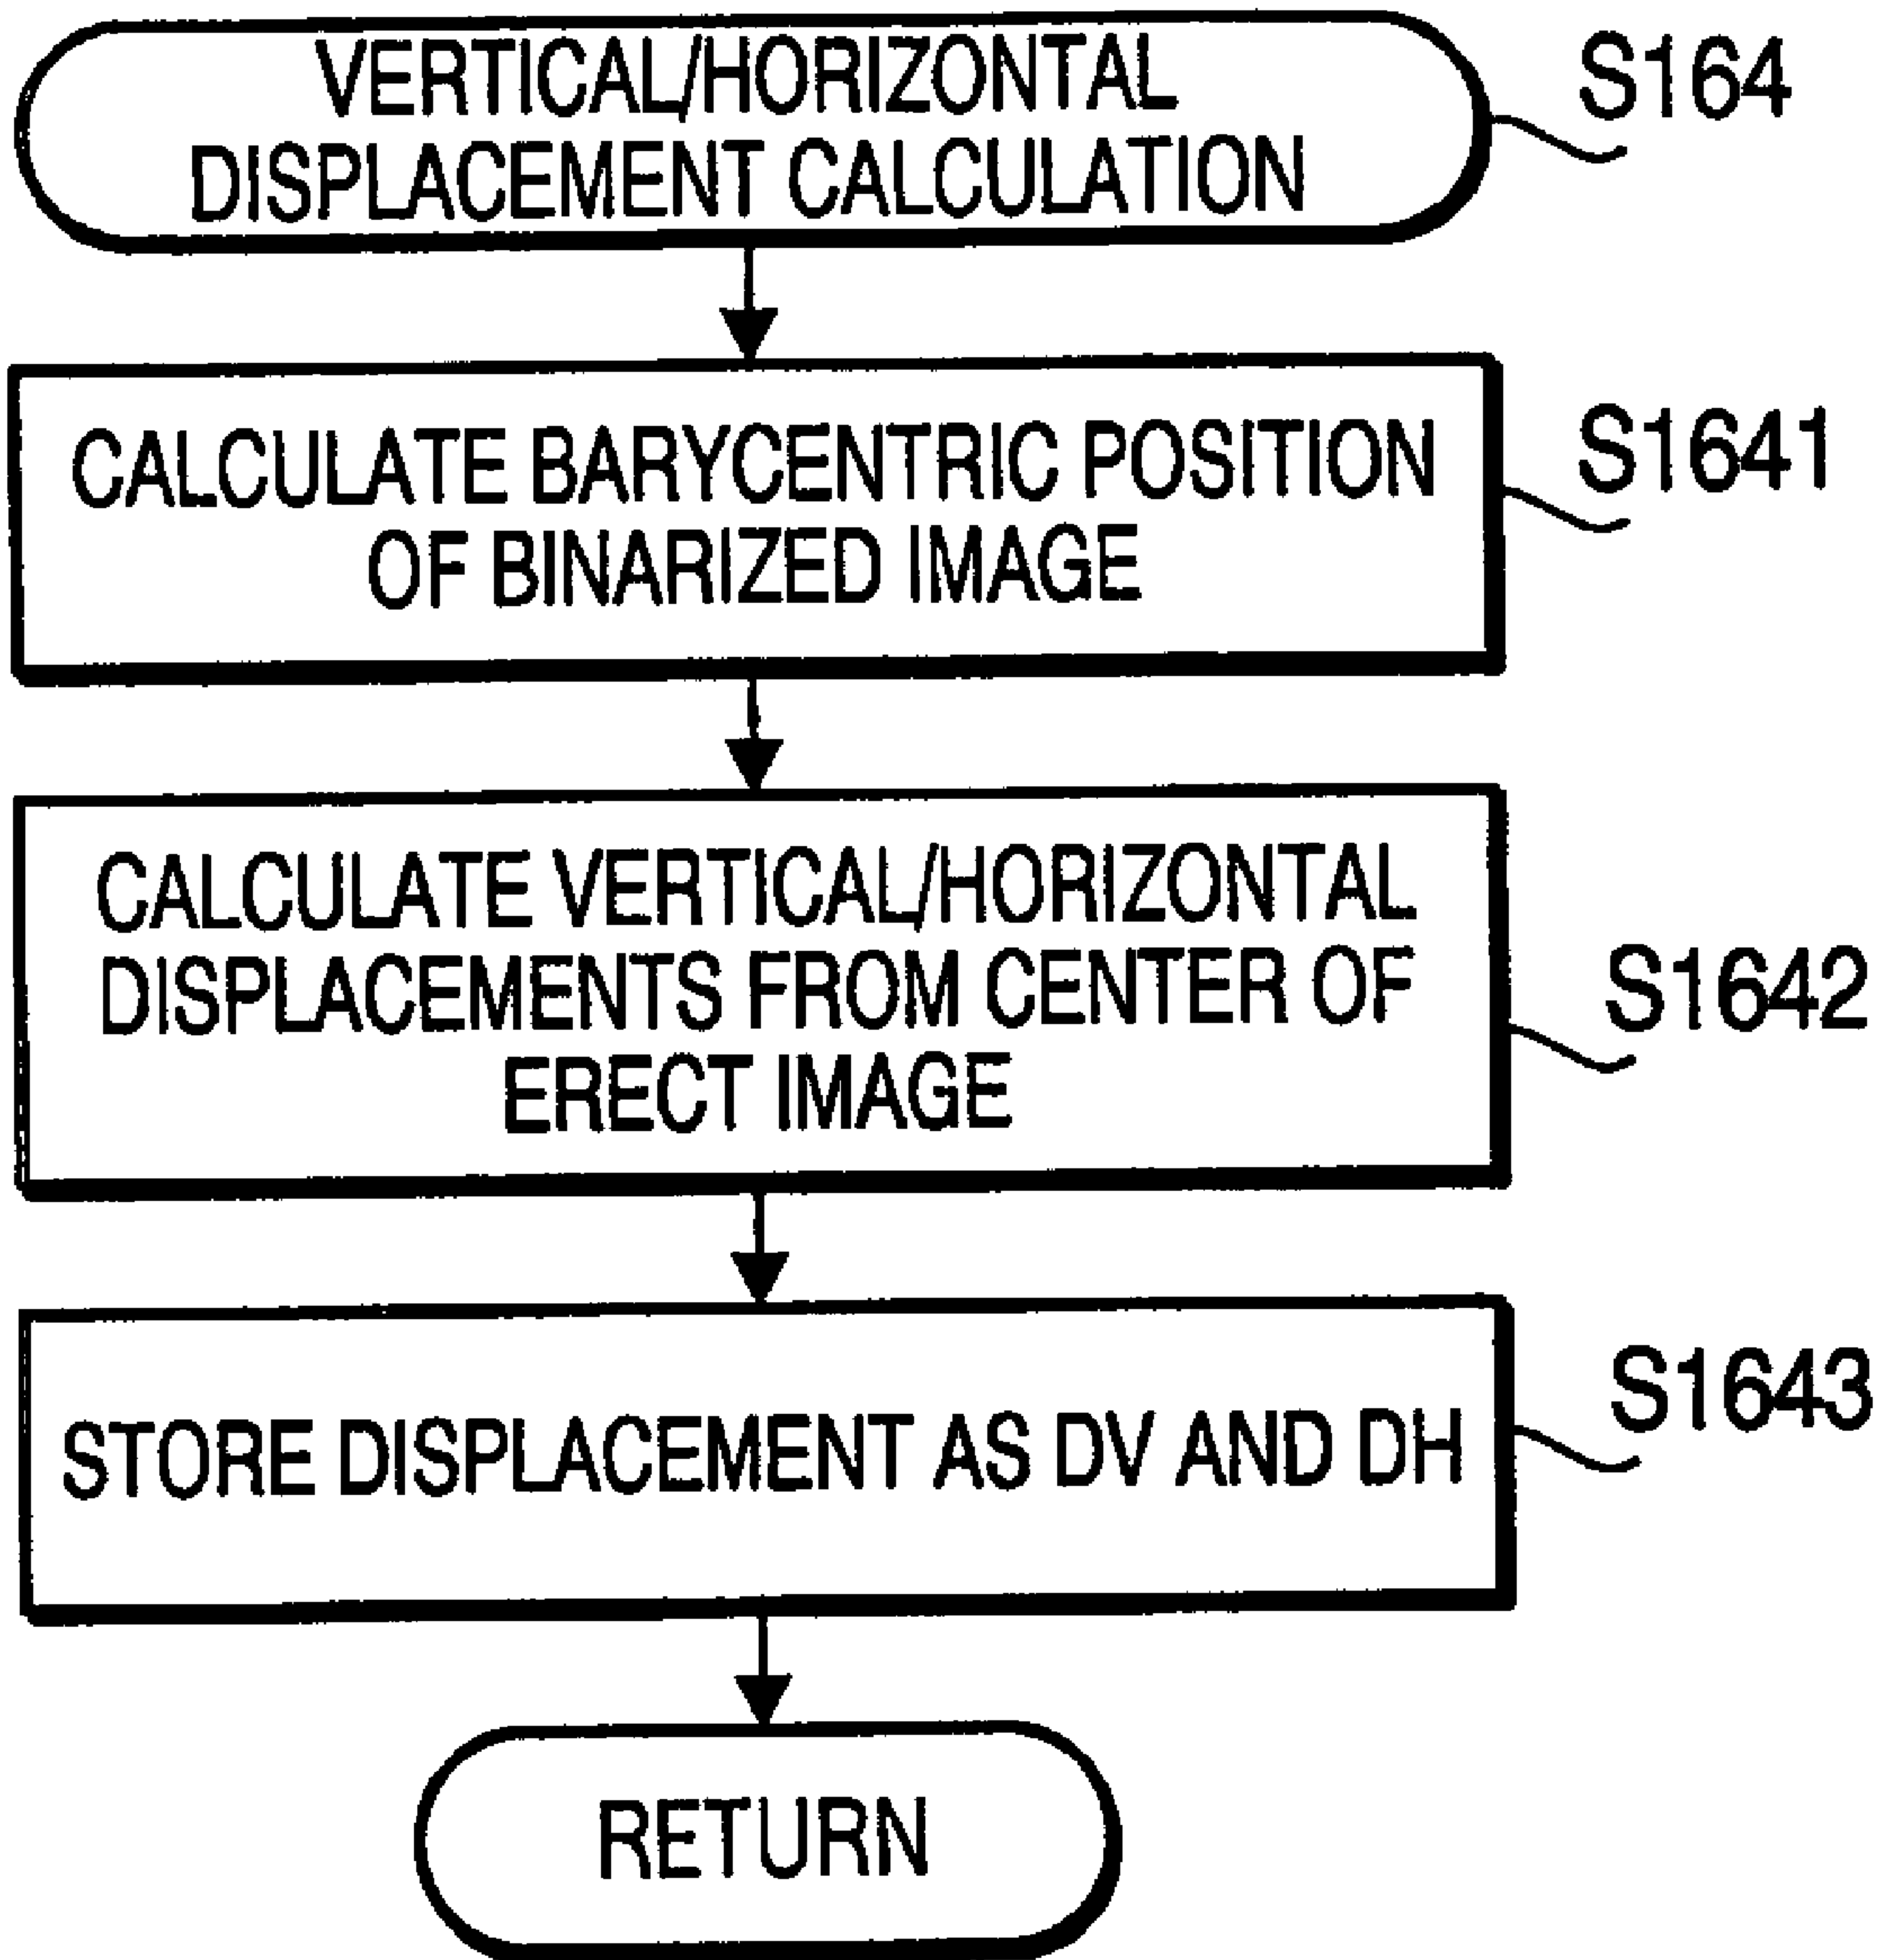 VERTICAL/HORIZONTAL
DISPLACEMENT CALCULATION
S164
CALCULATE BARYCENTRIC POSITION
OF BINARIZED IMAGE
S1641
CALCULATE VERTICAL/HORIZONTAL
DISPLACEMENTS FROM CENTER OF
ERECT IMAGE
S1642
STORE DISPLACEMENT AS DV AND DH
S1643
RETURN